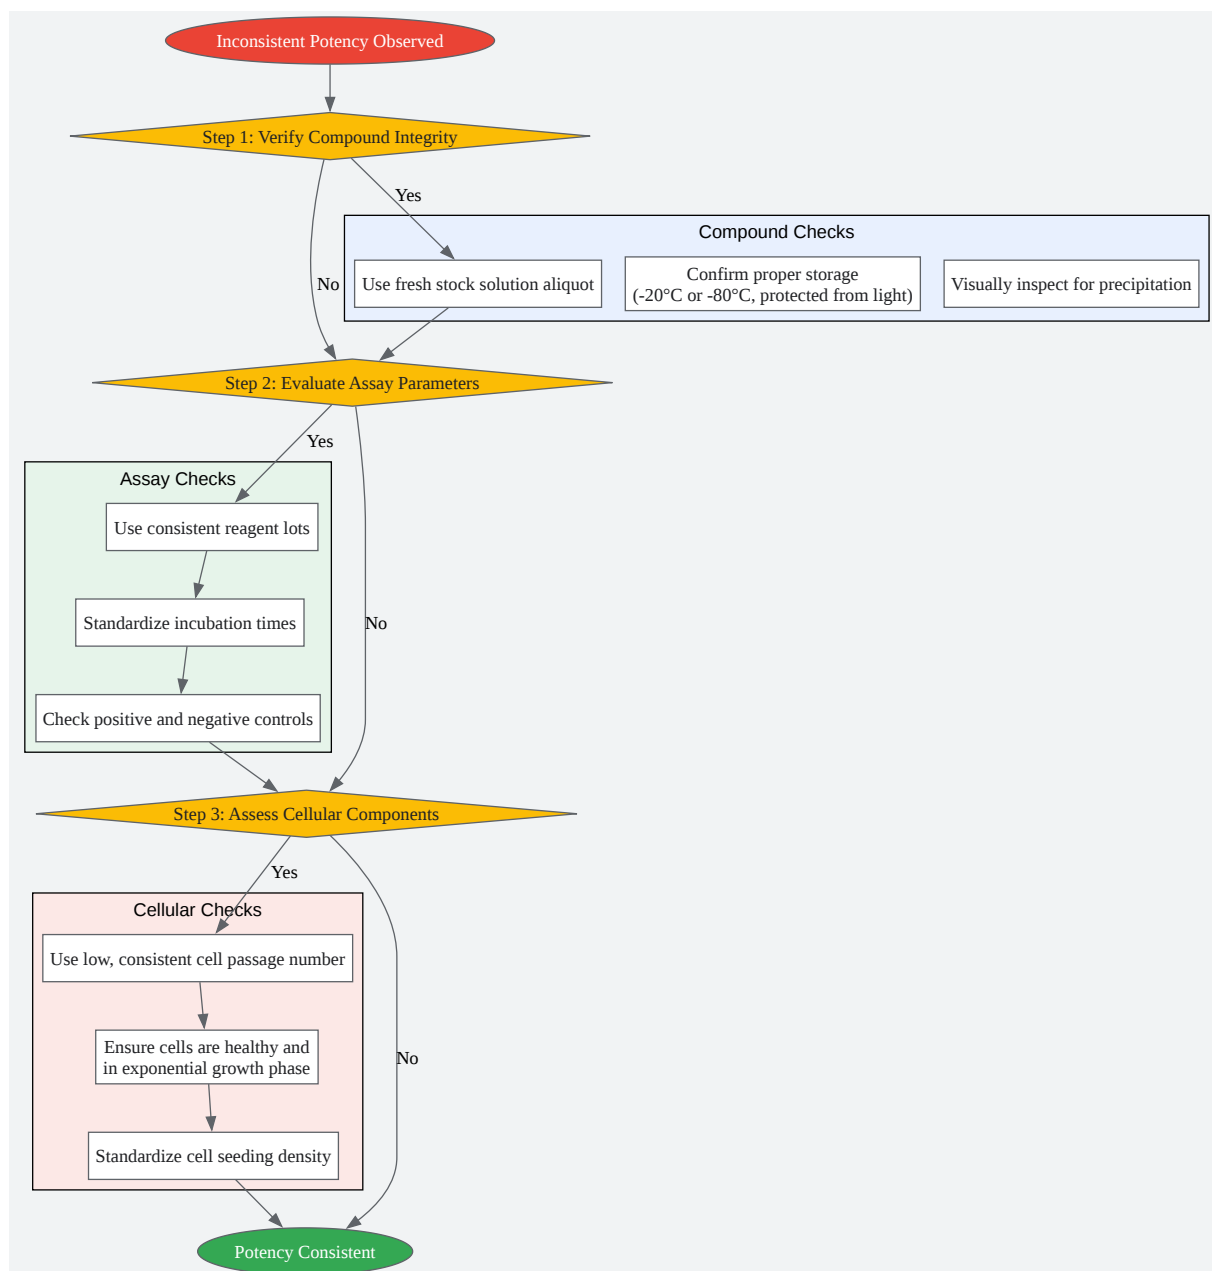 Inconsistent Potency Observed
Step 1: Verify Compound Integrity
Yes
Compound Checks
No
Use fresh stock solution aliquot
Confirm proper storage
(-20°C or -80°C, protected from light)
Visually inspect for precipitation
Step 2: Evaluate Assay Parameters
Yes
Assay Checks
Use consistent reagent lots
Standardize incubation times
No
Check positive and negative controls
Step 3: Assess Cellular Components
Yes
Cellular Checks
Use low, consistent cell passage number
Ensure cells are healthy and
in exponential growth phase
No
Standardize cell seeding density
Potency Consistent